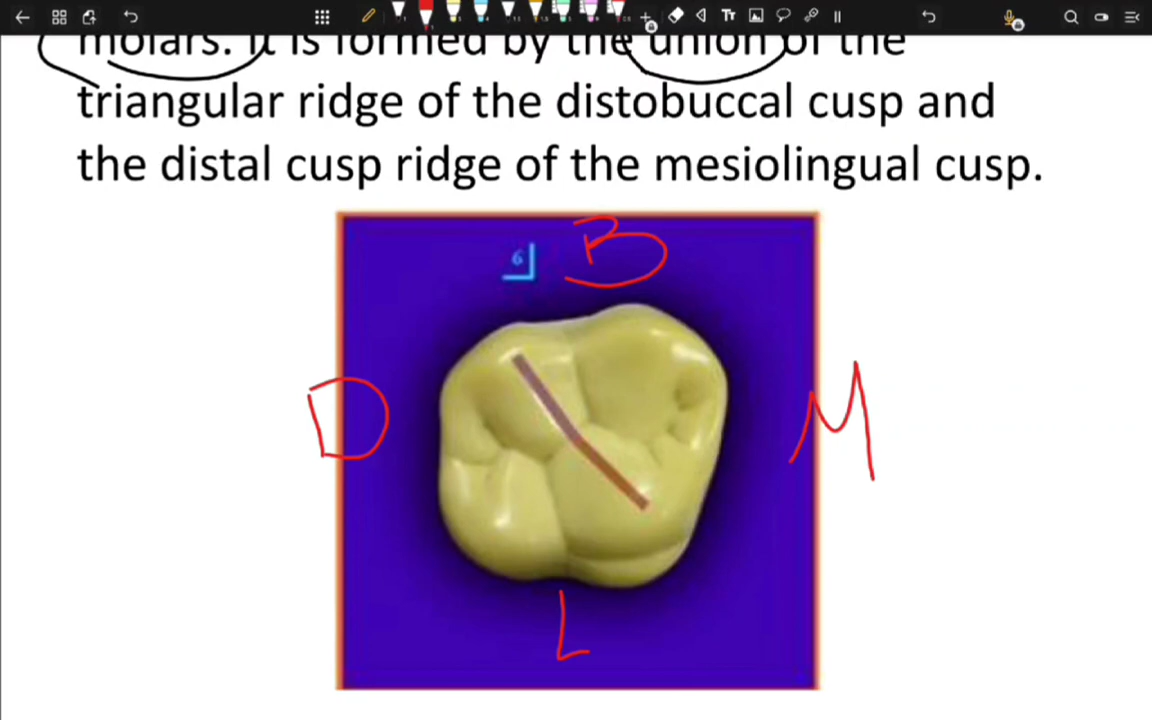 molars. It is formed by the union of the
triangular ridge of the distobuccal cusp and
the distal cusp ridge of the mesiolingual cusp.
B
6
D
M
L